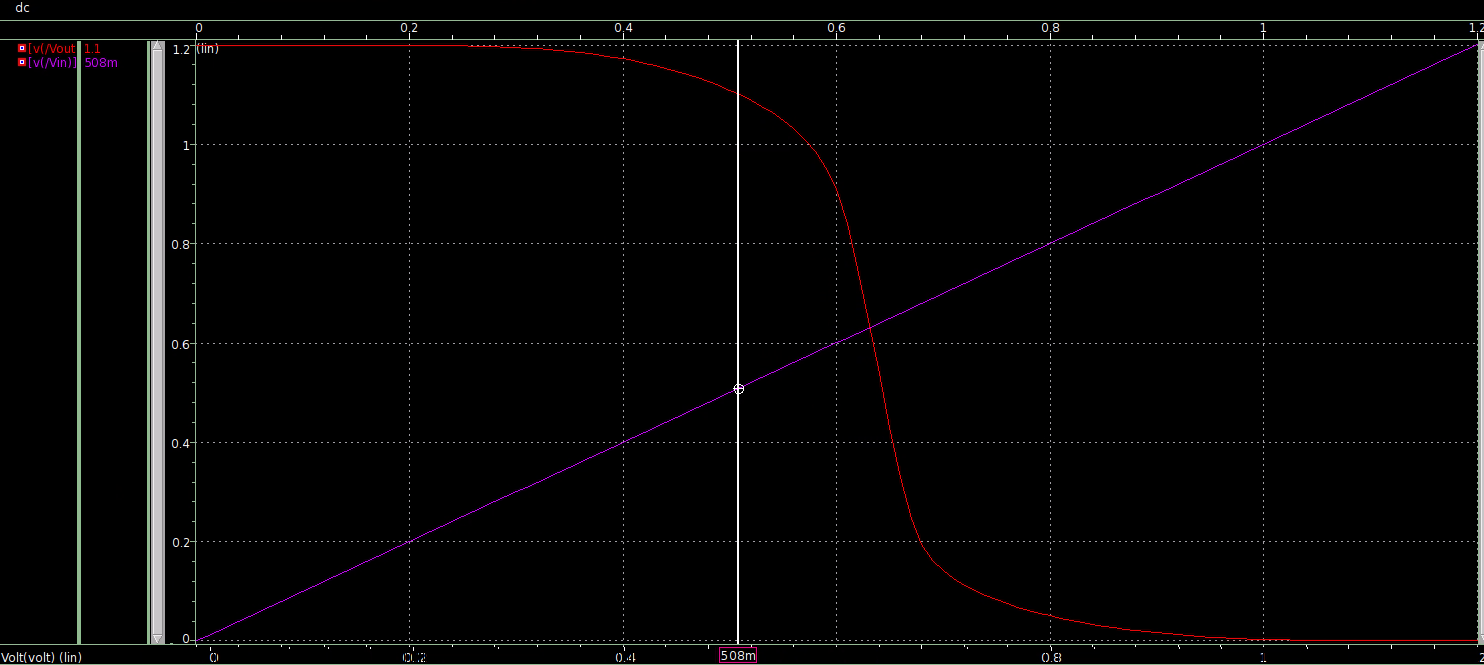 dc
0 0.2 0.4 0.6 0.8 1 1.2
[v(/Vout 1.1
[v(/Vin)] 508m
1.2 (lin)
1
0.8
0.6
0.4
0.2
0
Volt(volt) (lin) 0 0.2 0.4 508m 0.8 1